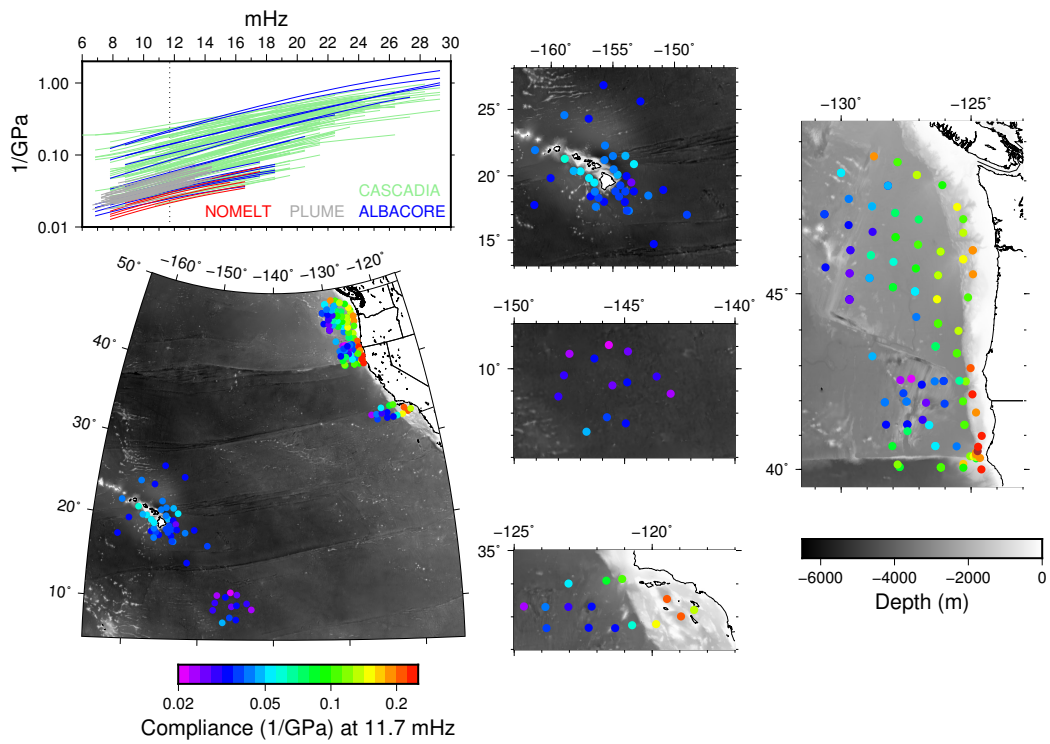 mHz
6 8 10 12 14 16 18 20 22 24 26 28 30
1/GPa
1.00
0.10
0.01
CASCADIA
NOMELT PLUME ALBACORE
−160° −155° −150°
25°
20°
15°
−130° −125°
45°
40°
50° −160° −150° −140° −130° −120°
40°
30°
20°
10°
−150° −145° −140°
10°
−125° −120°
35°
−6000 −4000 −2000 0
Depth (m)
0.02 0.05 0.1 0.2
Compliance (1/GPa) at 11.7 mHz